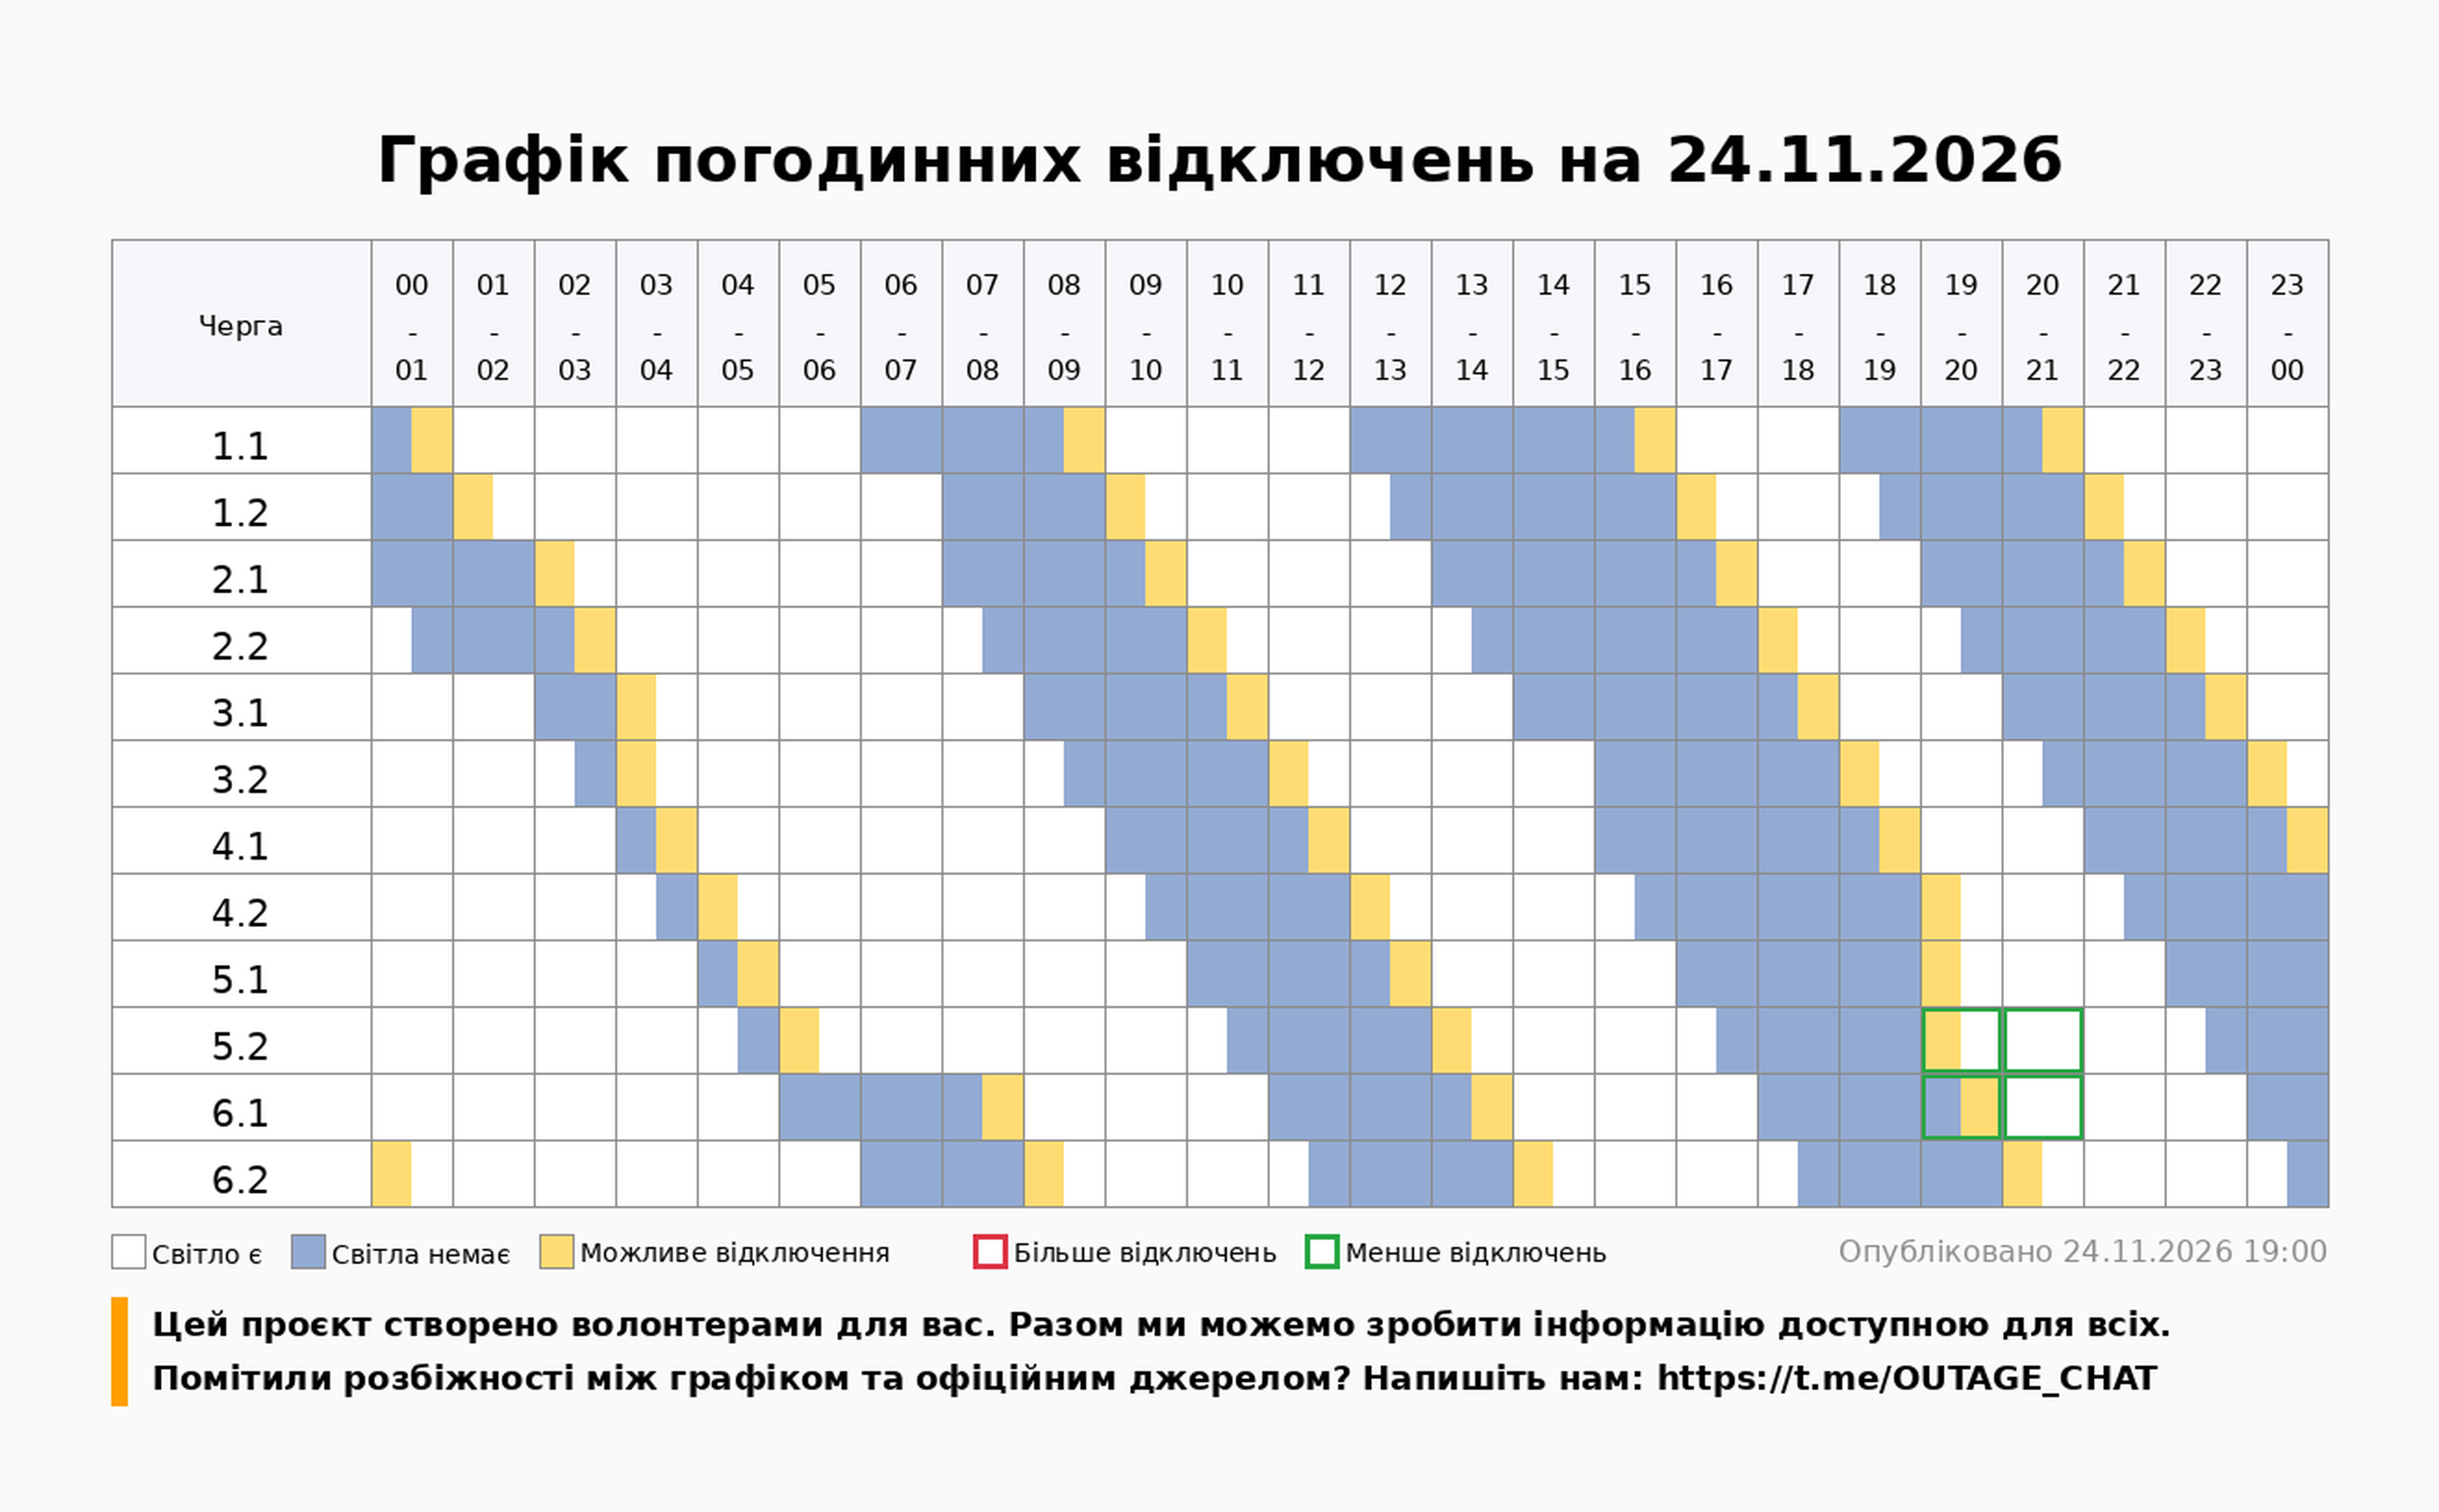 Графік погодинних відключень на 24.11.2026
Черга
00 - 01
01 - 02
02 - 03
03 - 04
04 - 05
05 - 06
06 - 07
07 - 08
08 - 09
09 - 10
10 - 11
11 - 12
12 - 13
13 - 14
14 - 15
15 - 16
16 - 17
17 - 18
18 - 19
19 - 20
20 - 21
21 - 22
22 - 23
23 - 00
1.1
1.2
2.1
2.2
3.1
3.2
4.1
4.2
5.1
5.2
6.1
6.2
Світло є
Світла немає
Можливе відключення
Більше відключень
Менше відключень
Опубліковано 24.11.2026 19:00
Цей проєкт створено волонтерами для вас. Разом ми можемо зробити інформацію доступною для всіх.
Помітили розбіжності між графіком та офіційним джерелом? Напишіть нам: https://t.me/OUTAGE_CHAT